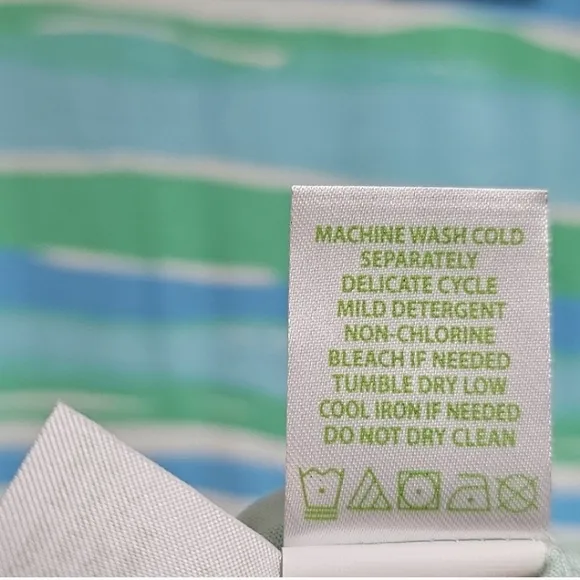 MACHINE WASH COLD
SEPARATELY
DELICATE CYCLE
MILD DETERGENT
NON-CHLORINE
BLEACH IF NEEDED
TUMBLE DRY LOW
COOL IRON IF NEEDED
DO NOT DRY CLEAN